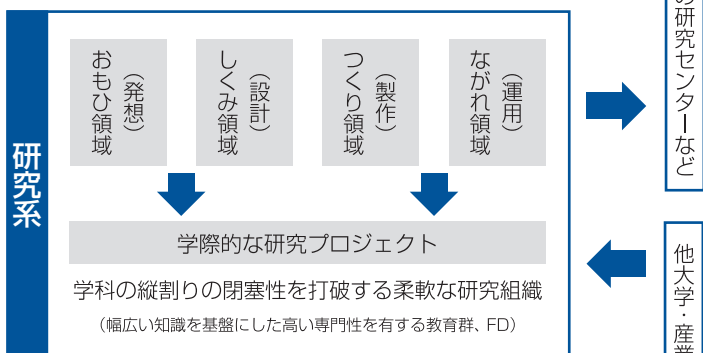 研究系
おもひ領域
（発想）
しくみ領域
（設計）
つくり領域
（製作）
ながれ領域
（運用）
学際的な研究プロジェクト
学科の縦割りの閉塞性を打破する柔軟な研究組織
（幅広い知識を基盤にした高い専門性を有する教育群、FD）
の研究センターなど
他大学・産業